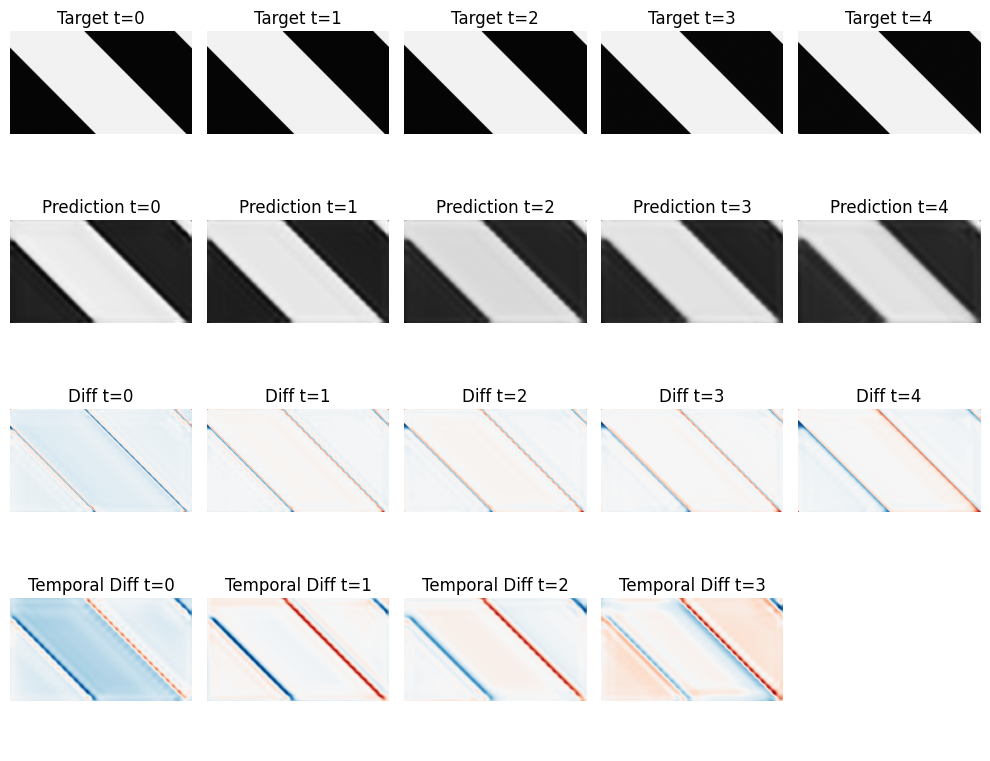 Target t=0 Target t=1 Target t=2 Target t=3 Target t=4
Prediction t=0 Prediction t=1 Prediction t=2 Prediction t=3 Prediction t=4
Diff t=0 Diff t=1 Diff t=2 Diff t=3 Diff t=4
Temporal Diff t=0 Temporal Diff t=1 Temporal Diff t=2 Temporal Diff t=3